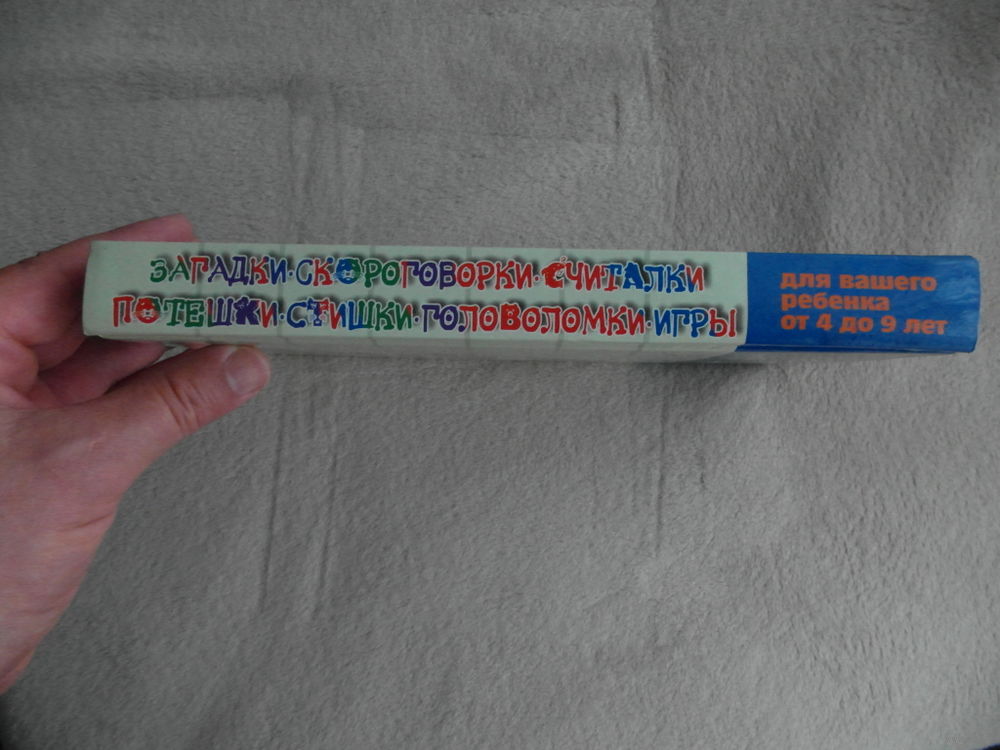 ЗАГАДКИ·СКОРОГОВОРКИ·СЧИТАЛКИ
ПОТЕШКИ·СТИШКИ·ГОЛОВОЛОМКИ·ИГРЫ
для вашего
ребенка
от 4 до 9 лет